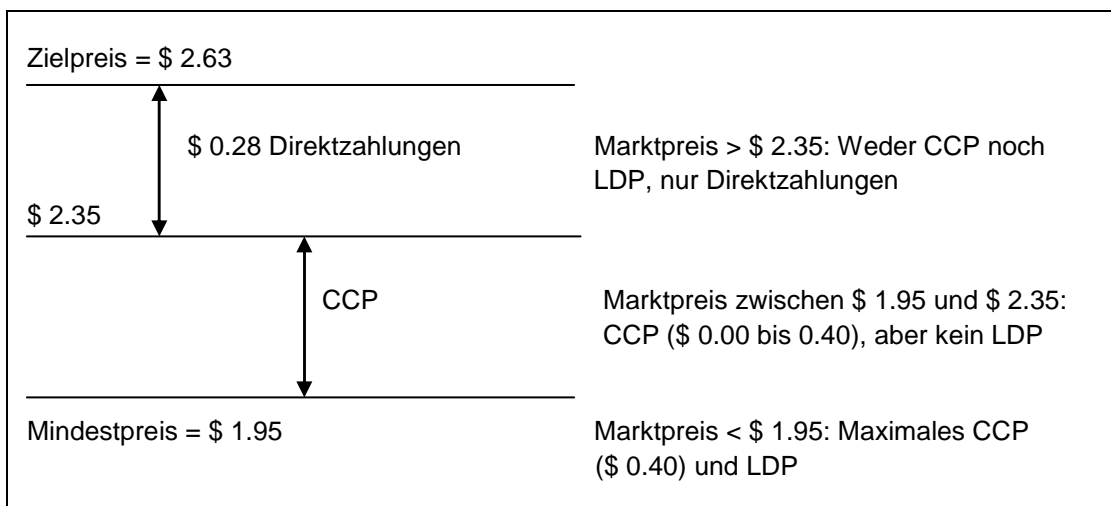 Zielpreis = $ 2.63
$ 0.28 Direktzahlungen
Marktpreis > $ 2.35: Weder CCP noch
LDP, nur Direktzahlungen
$ 2.35
CCP
Marktpreis zwischen $ 1.95 und $ 2.35:
CCP ($ 0.00 bis 0.40), aber kein LDP
Mindestpreis = $ 1.95
Marktpreis < $ 1.95: Maximales CCP
($ 0.40) und LDP